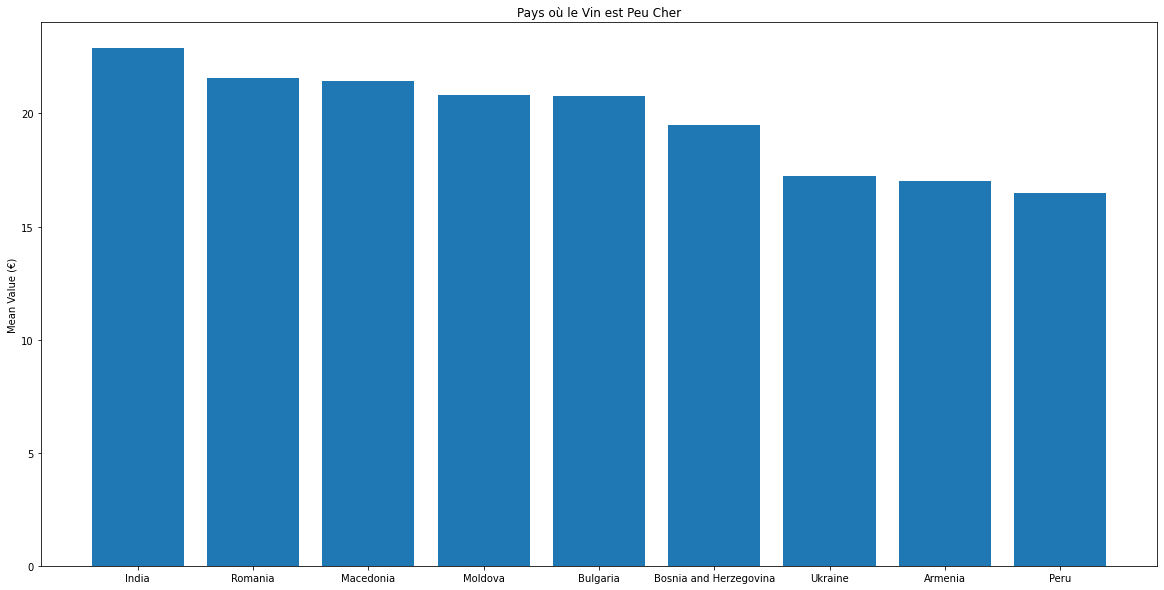 Pays où le Vin est Peu Cher
Mean Value (€)
20
15
10
5
0
India Romania Macedonia Moldova Bulgaria Bosnia and Herzegovina Ukraine Armenia Peru